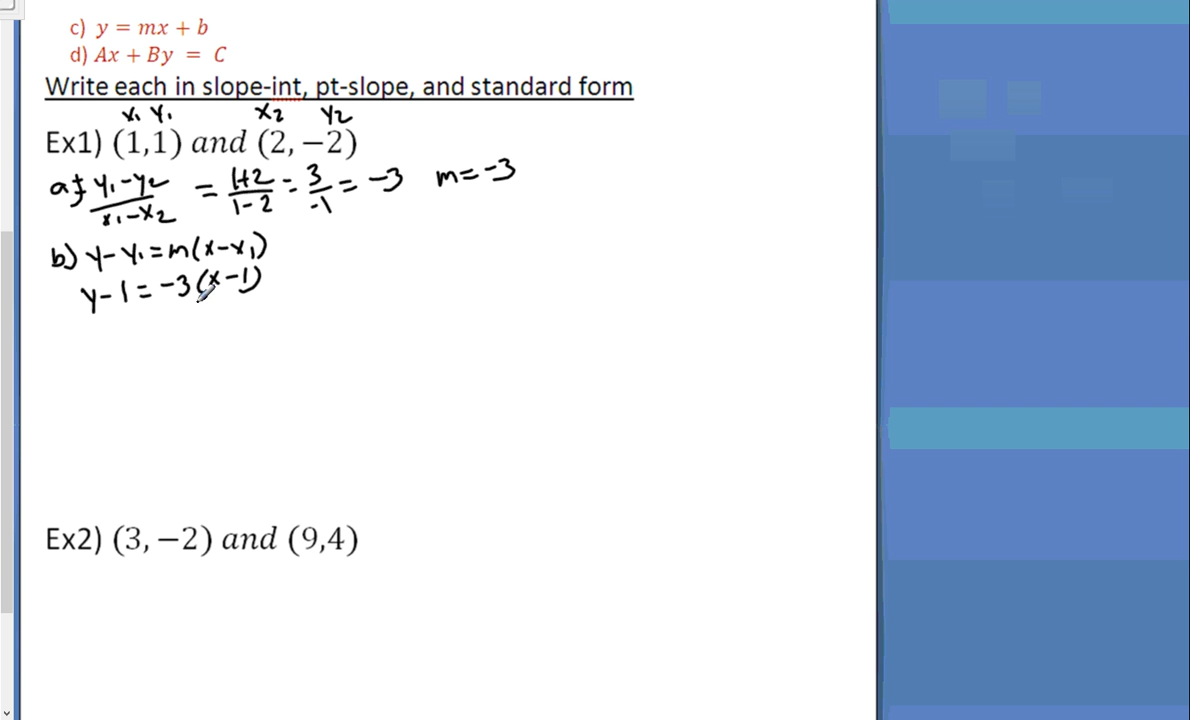 c) y = mx + b
d) Ax + By = C
Write each in slope-int, pt-slope, and standard form
x₁ y₁ x₂ y₂
Ex1) (1,1) and (2, −2)
a) y₁-y₂/x₁-x₂ = 1+2/1-2 = 3/-1 = -3 m=-3
b) y-y₁=m(x-x₁)
y-1=-3(x-1)
Ex2) (3, −2) and (9,4)